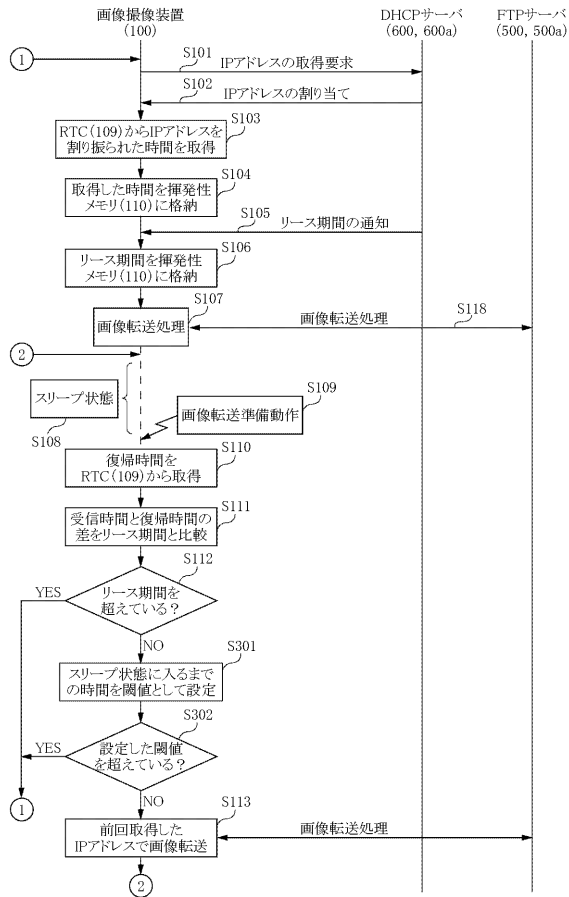 画像撮像装置
(100)
DHCPサーバ
(600, 600a)
FTPサーバ
(500, 500a)
1
S101
IPアドレスの取得要求
S102
IPアドレスの割り当て
S103
RTC(109)からIPアドレスを
割り振られた時間を取得
S104
取得した時間を揮発性
メモリ(110)に格納
S105
リース期間の通知
S106
リース期間を揮発性
メモリ(110)に格納
S107
画像転送処理
画像転送処理
S118
2
スリープ状態
S108
S109
画像転送準備動作
S110
復帰時間を
RTC(109)から取得
S111
受信時間と復帰時間の
差をリース期間と比較
S112
YES
リース期間を
超えている？
NO
S301
スリープ状態に入るまで
の時間を閾値として設定
S302
YES
設定した閾値
を超えている？
1
NO
S113
前回取得した
IPアドレスで画像転送
画像転送処理
2